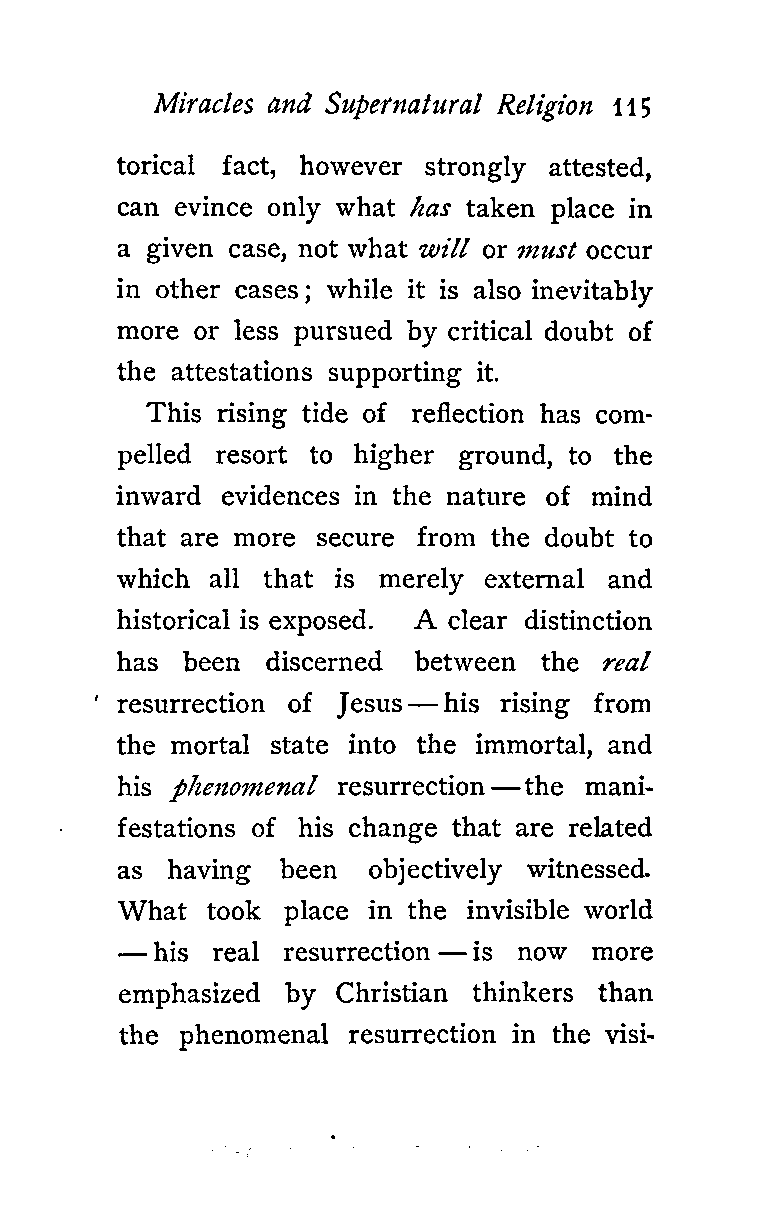 Miracles and Supernatural Religion 115
torical fact, however strongly attested,
can evince only what has taken place in
a given case, not what will or must occur
in other cases; while it is also inevitably
more or less pursued by critical doubt of
the attestations supporting it.
This rising tide of reflection has com-
pelled resort to higher ground, to the
inward evidences in the nature of mind
that are more secure from the doubt to
which all that is merely external and
historical is exposed. A clear distinction
has been discerned between the real
resurrection of Jesus — his rising from
the mortal state into the immortal, and
his phenomenal resurrection — the mani-
festations of his change that are related
as having been objectively witnessed.
What took place in the invisible world
— his real resurrection — is now more
emphasized by Christian thinkers than
the phenomenal resurrection in the visi-